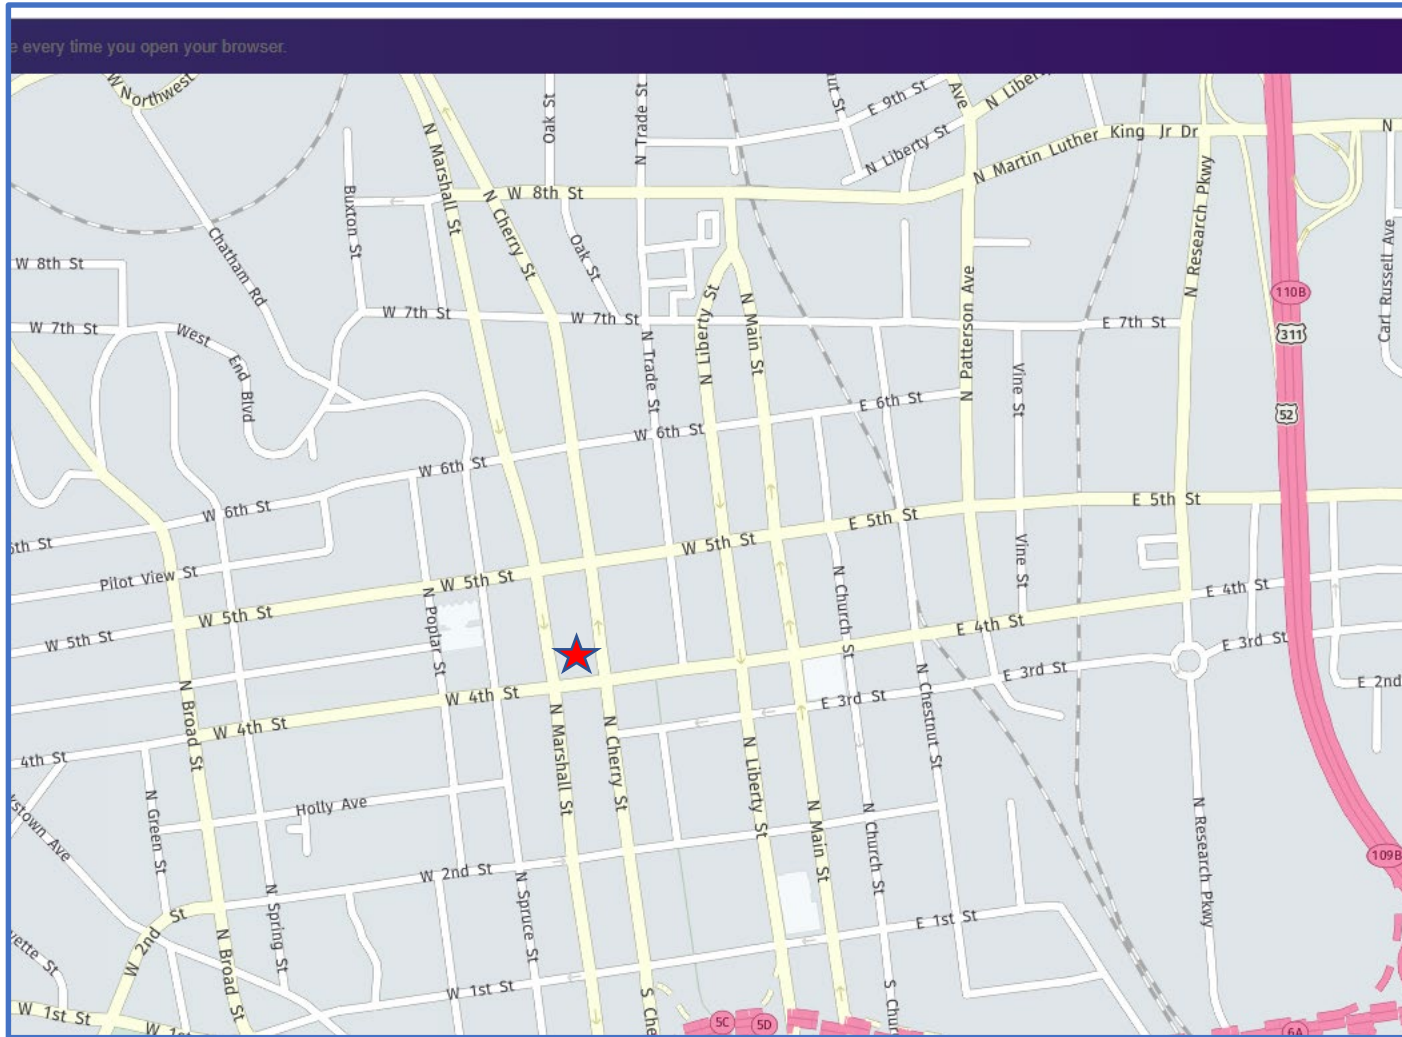 e every time you open your browser.
W Northwest
Oak St
N Trade St
E 9th St
Ave
N Liberty
N Marshall St
N Liberty St
N Martin Luther King Jr Dr
N
Buxton St
N Cherry St
W 8th St
N Research Pkwy
Chatham Rd
Oak St
Carl Russell Ave
W 8th St
N Patterson Ave
110B
W 7th St
West End Blvd
W 7th St
W 7th St
N Liberty St
N Main St
E 7th St
311
N Trade St
Vine St
52
E 6th St
W 6th St
W 6th St
W 6th St
E 5th St
E 5th St
W 5th St
th St
Pilot View St
W 5th St
Vine St
W 5th St
W 5th St
N Poplar St
N Church St
E 4th St
E 4th St
E 3rd St
E 3rd St
E 3rd St
E 2nd
N Broad St
W 4th St
W 4th St
4th St
N Chestnut St
N Marshall St
N Cherry St
N Liberty St
N Green St
Holly Ave
N Main St
N Church St
N Research Pkwy
kstown Ave
109B
W 2nd St
N Spring St
N Spruce St
W 2nd St
E 1st St
vette St
N Broad St
W 1st St
W 1st St
W 1st
S Che
S Churc
5C
5D
6A